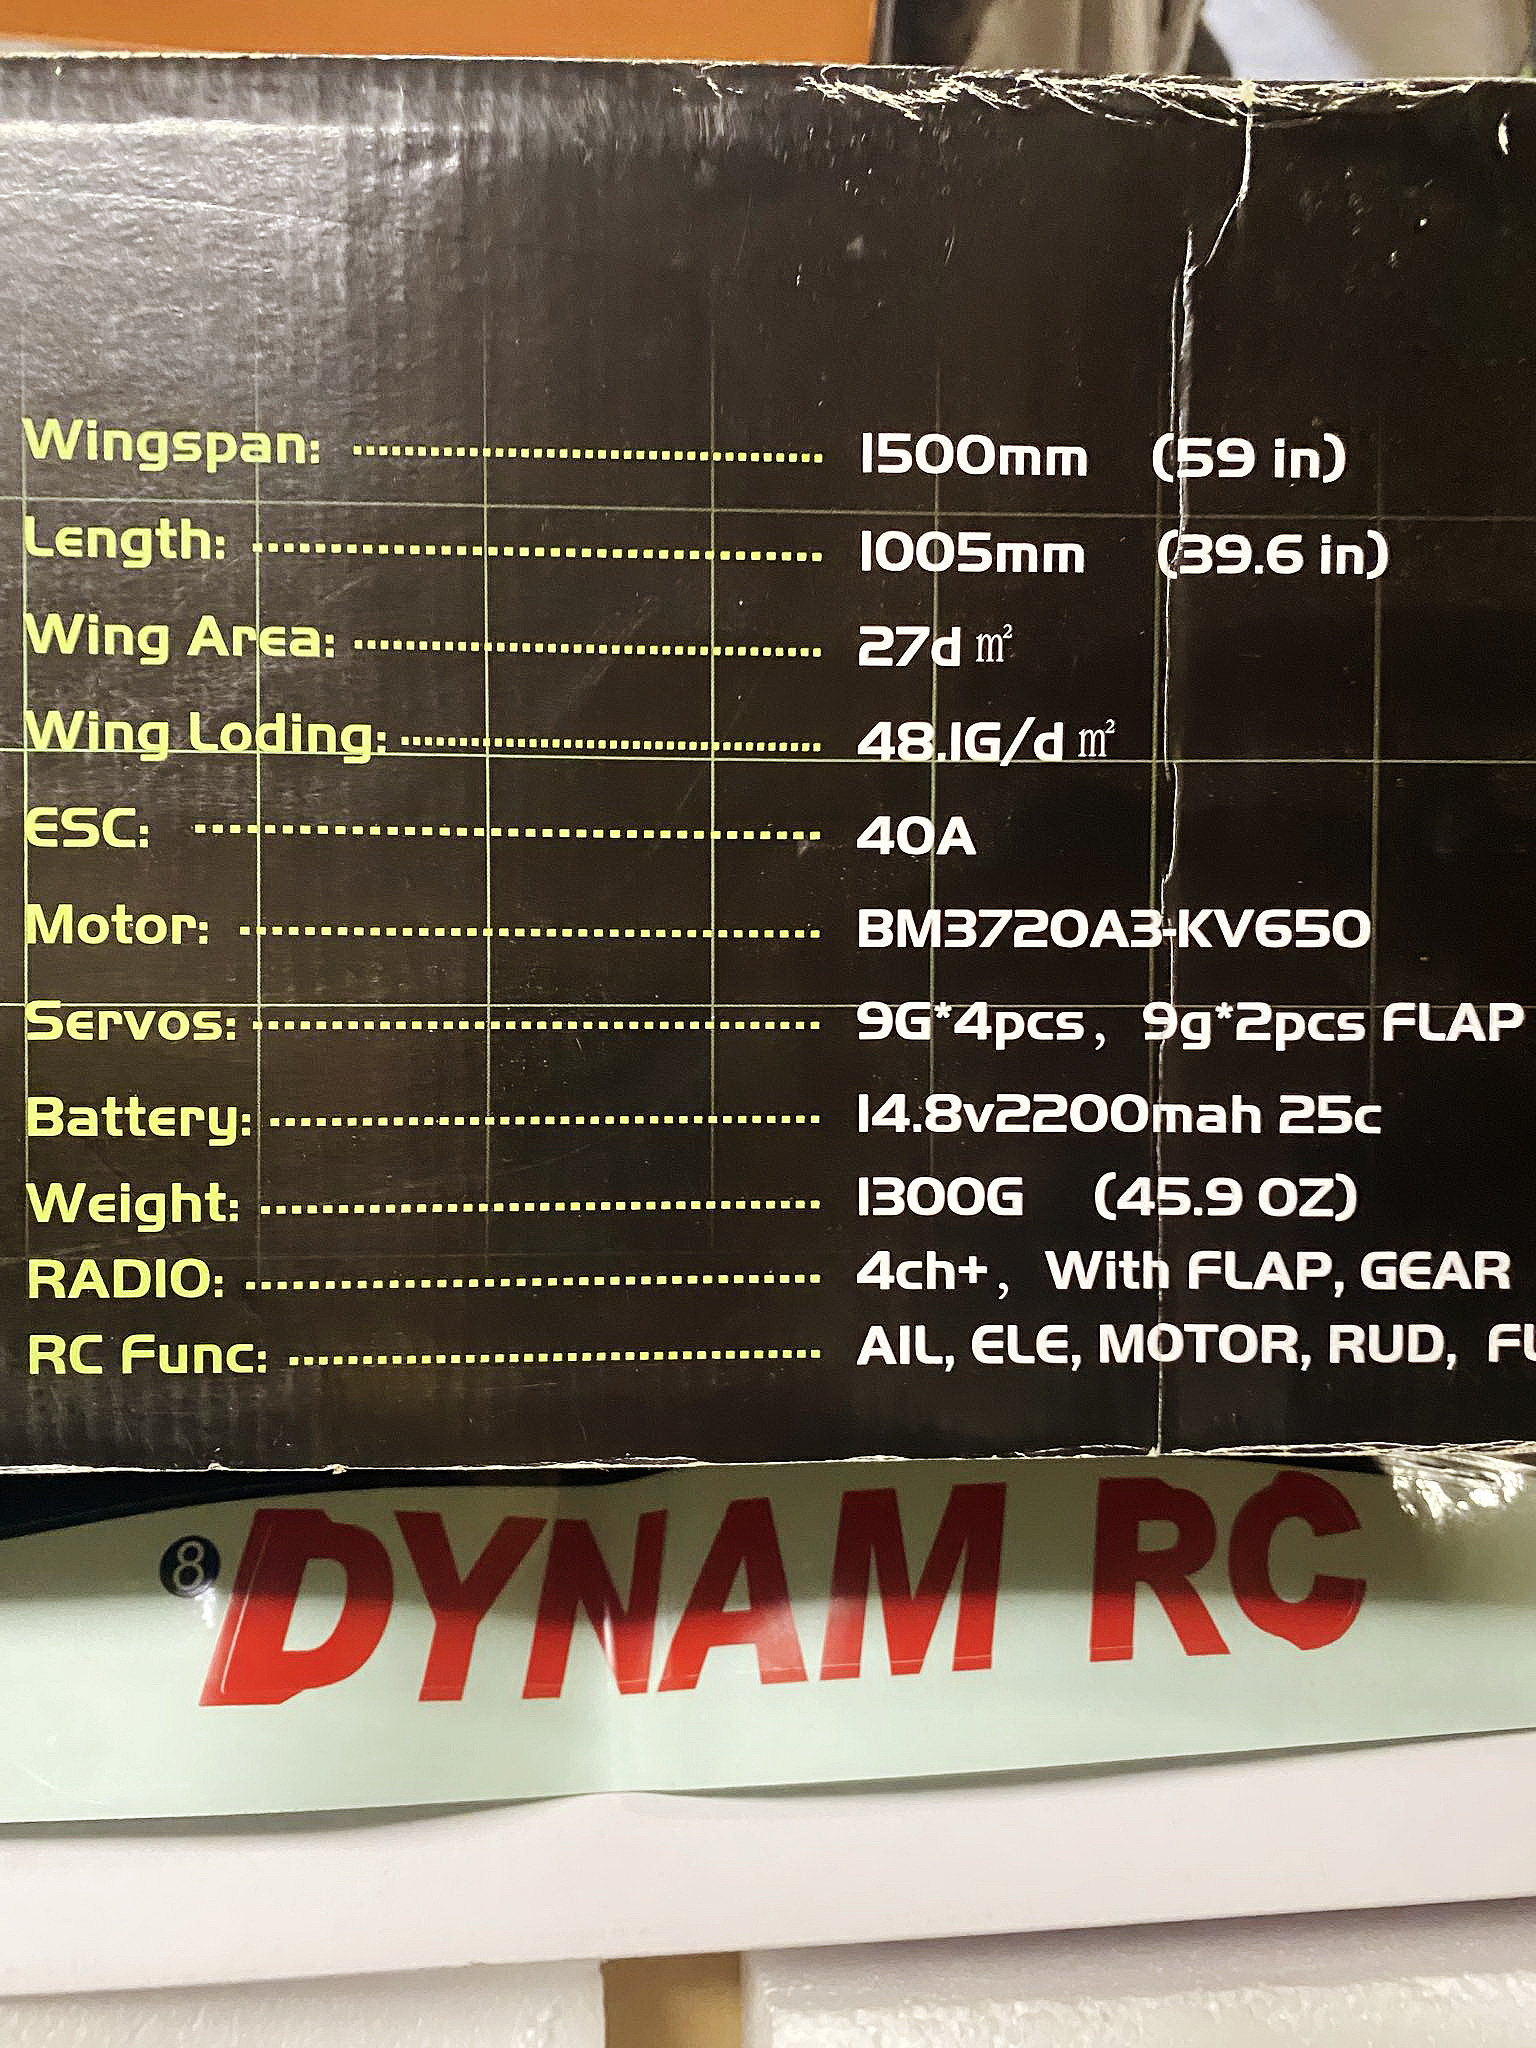 Wingspan: 1500mm (59 in)
Length: 1005mm (39.6 in)
Wing Area: 27d m²
Wing Loding: 48.1G/d m²
ESC: 40A
Motor: BM3720A3-KV650
Servos: 9G*4pcs, 9g*2pcs FLAP
Battery: 14.8v2200mah 25c
Weight: 1300G (45.9 OZ)
RADIO: 4ch+, With FLAP, GEAR
RC Func: AIL, ELE, MOTOR, RUD,
8 DYNAM RC